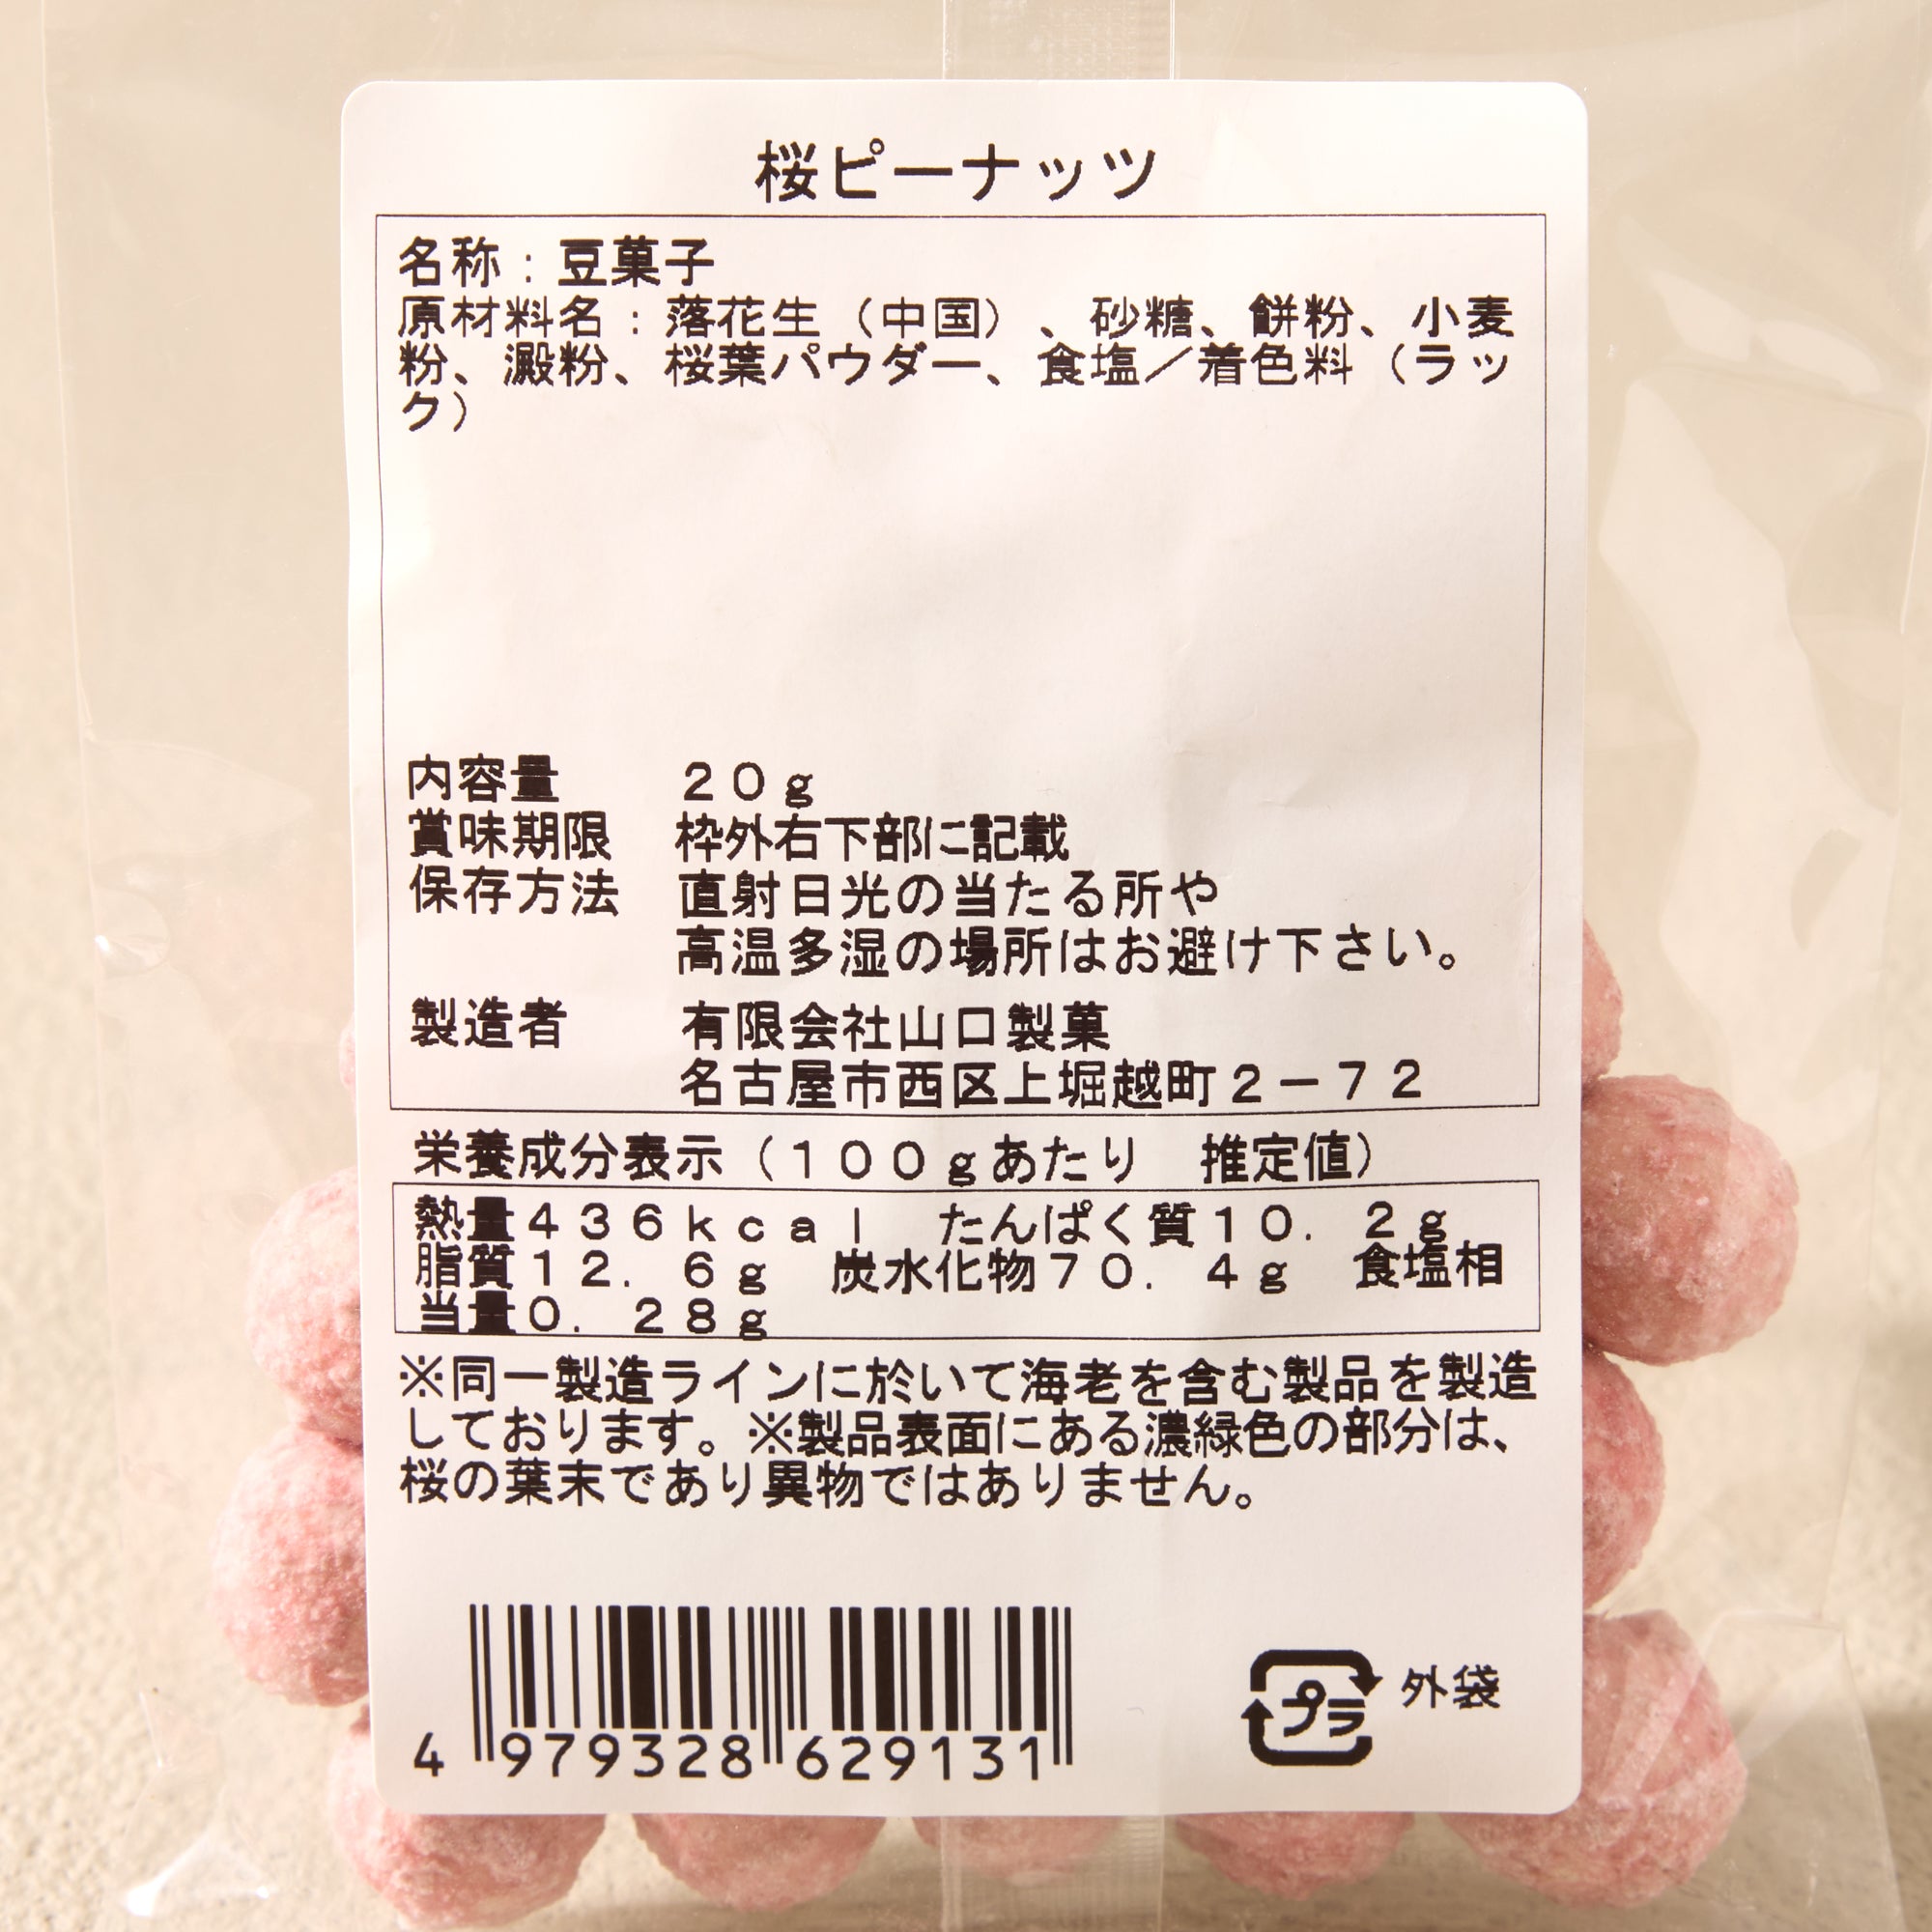 桜ピーナッツ
名称：豆菓子
原材料名：落花生（中国）、砂糖、餅粉、小麦
粉、澱粉、桜葉パウダー、食塩／着色料（ラッ
ク）
内容量　２０ｇ
賞味期限　枠外右下部に記載
保存方法　直射日光の当たる所や
高温多湿の場所はお避け下さい。
製造者　有限会社山口製菓
名古屋市西区上堀越町２－７２
栄養成分表示（１００ｇあたり　推定値）
熱量４３６ｋｃａｌ　たんぱく質１０．２ｇ
脂質１２．６ｇ　炭水化物７０．４ｇ　食塩相
当量０．２８ｇ
※同一製造ラインに於いて海老を含む製品を製造
しております。※製品表面にある濃緑色の部分は、
桜の葉末であり異物ではありません。
プラ 外袋
4 979328 629131